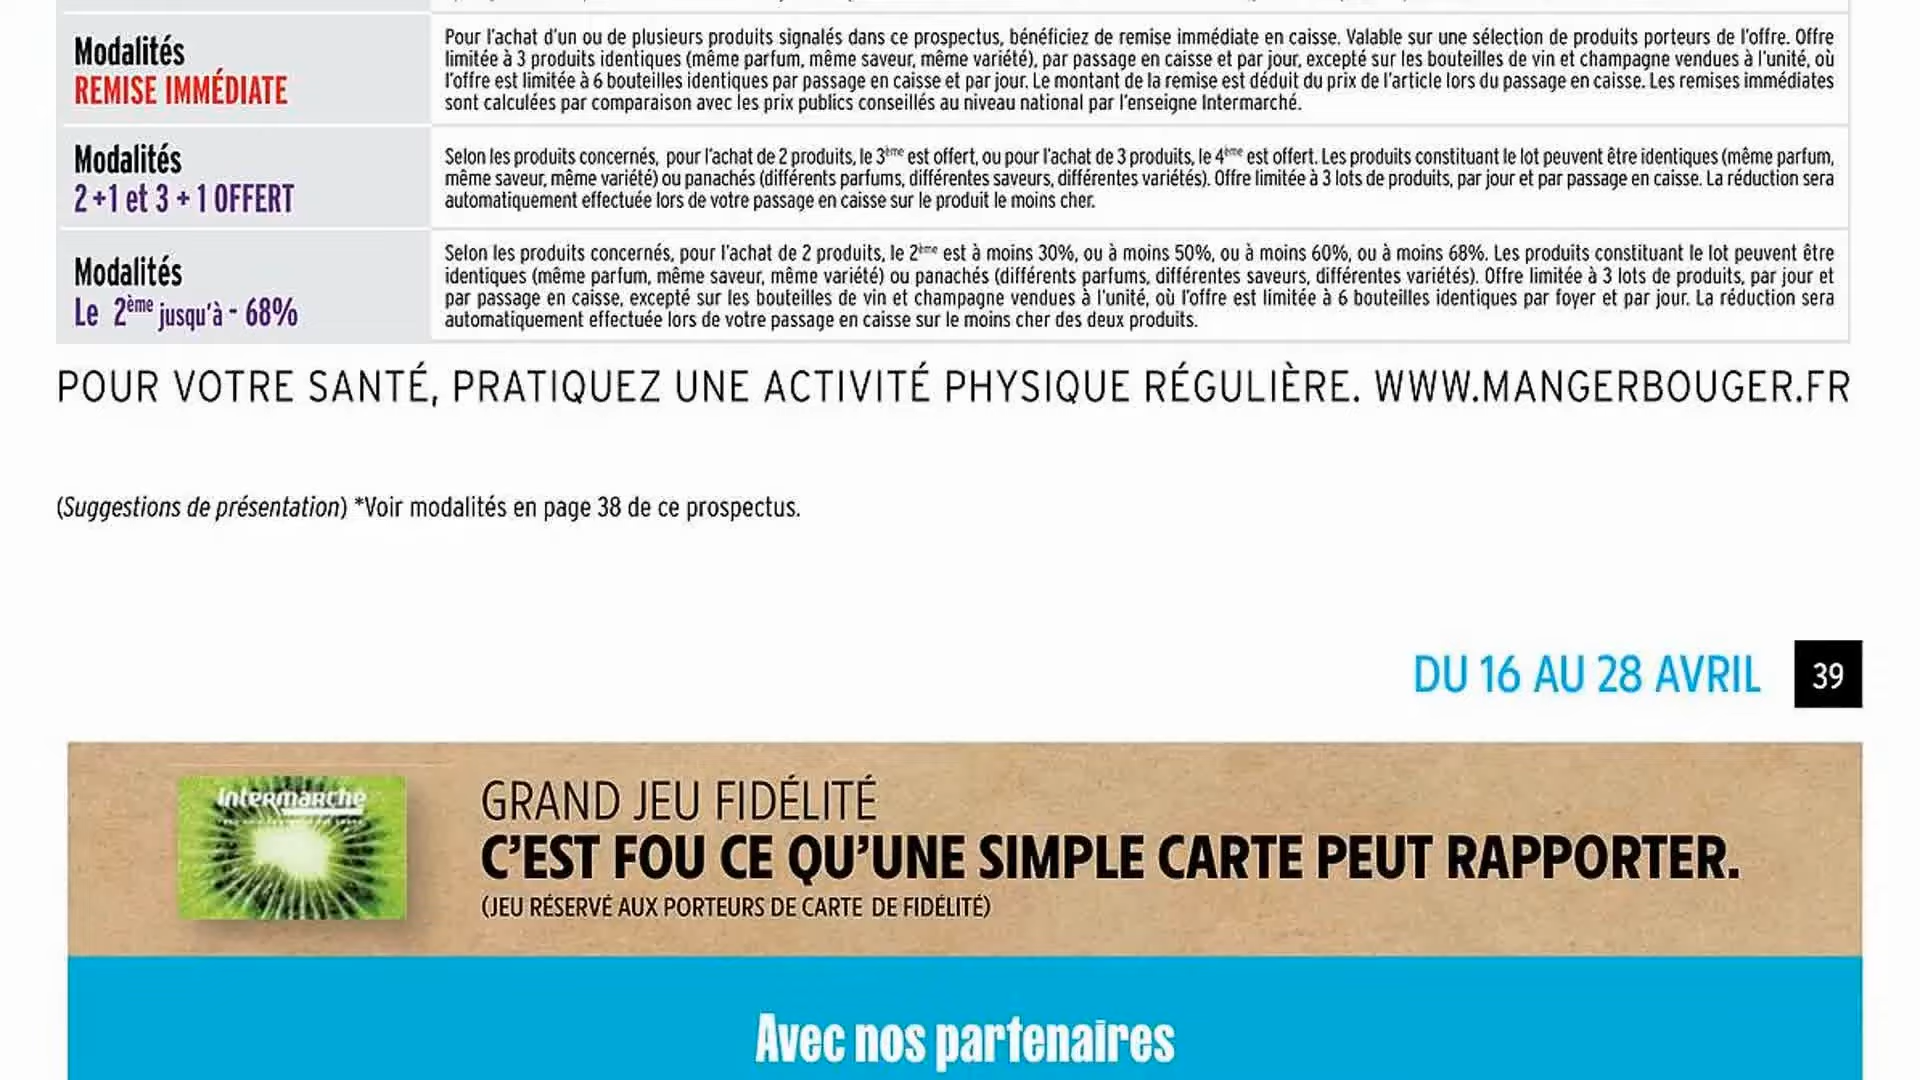 Modalités
REMISE IMMÉDIATE
Pour l'achat d'un ou de plusieurs produits signalés dans ce prospectus, bénéficiez de remise immédiate en caisse. Valable sur une sélection de produits porteurs de l'offre. Offre
limitée à 3 produits identiques (même parfum, même saveur, même variété), par passage en caisse et par jour, excepté sur les bouteilles de vin et champagne vendues à l'unité, où
l'offre est limitée à 6 bouteilles identiques par passage en caisse et par jour. Le montant de la remise est déduit du prix de l'article lors du passage en caisse. Les remises immédiates
sont calculées par comparaison avec les prix publics conseillés au niveau national par l'enseigne Intermarché.
Modalités
2 +1 et 3 + 1 OFFERT
Selon les produits concernés, pour l'achat de 2 produits, le 3ème est offert, ou pour l'achat de 3 produits, le 4ème est offert. Les produits constituant le lot peuvent être identiques (même parfum,
même saveur, même variété) ou panachés (différents parfums, différentes saveurs, différentes variétés). Offre limitée à 3 lots de produits, par jour et par passage en caisse. La réduction sera
automatiquement effectuée lors de votre passage en caisse sur le produit le moins cher.
Modalités
Le 2ème jusqu'à - 68%
Selon les produits concernés, pour l'achat de 2 produits, le 2ème est à moins 30%, ou à moins 50%, ou à moins 60%, ou à moins 68%. Les produits constituant le lot peuvent être
identiques (même parfum, même saveur, même variété) ou panachés (différents parfums, différentes saveurs, différentes variétés). Offre limitée à 3 lots de produits, par jour et
par passage en caisse, excepté sur les bouteilles de vin et champagne vendues à l'unité, où l'offre est limitée à 6 bouteilles identiques par foyer et par jour. La réduction sera
automatiquement effectuée lors de votre passage en caisse sur le moins cher des deux produits.
POUR VOTRE SANTÉ, PRATIQUEZ UNE ACTIVITÉ PHYSIQUE RÉGULIÈRE. WWW.MANGERBOUGER.FR
(Suggestions de présentation) *Voir modalités en page 38 de ce prospectus.
DU 16 AU 28 AVRIL 39
Intermarché
GRAND JEU FIDÉLITÉ
C'EST FOU CE QU'UNE SIMPLE CARTE PEUT RAPPORTER.
(JEU RÉSERVÉ AUX PORTEURS DE CARTE DE FIDÉLITÉ)
Avec nos partenaires